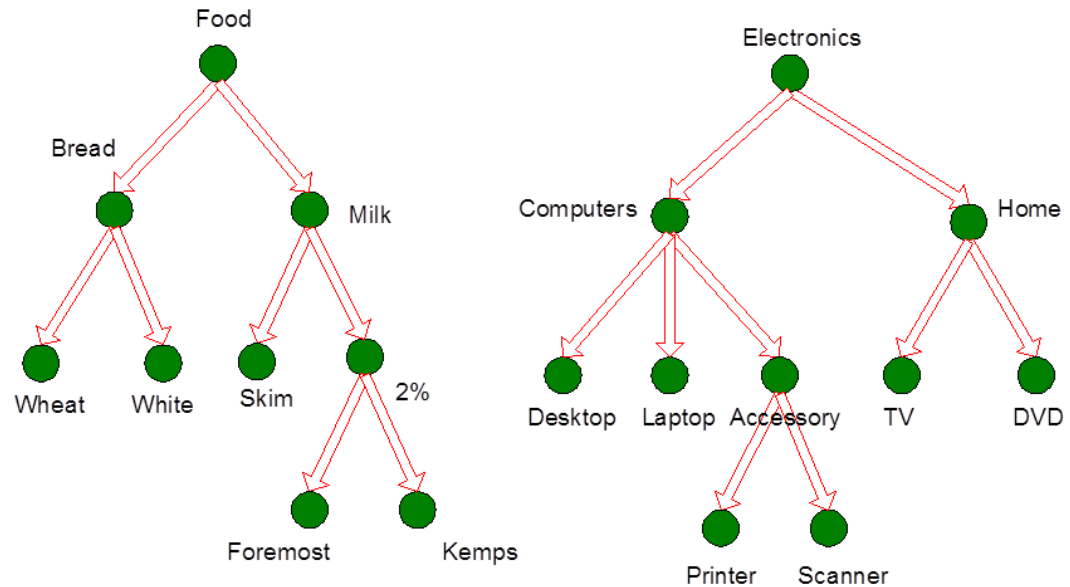 Food
Electronics
Bread
Milk
Computers
Home
Wheat
White
Skim
2%
Desktop
Laptop
Accessory
TV
DVD
Foremost
Kemps
Printer
Scanner